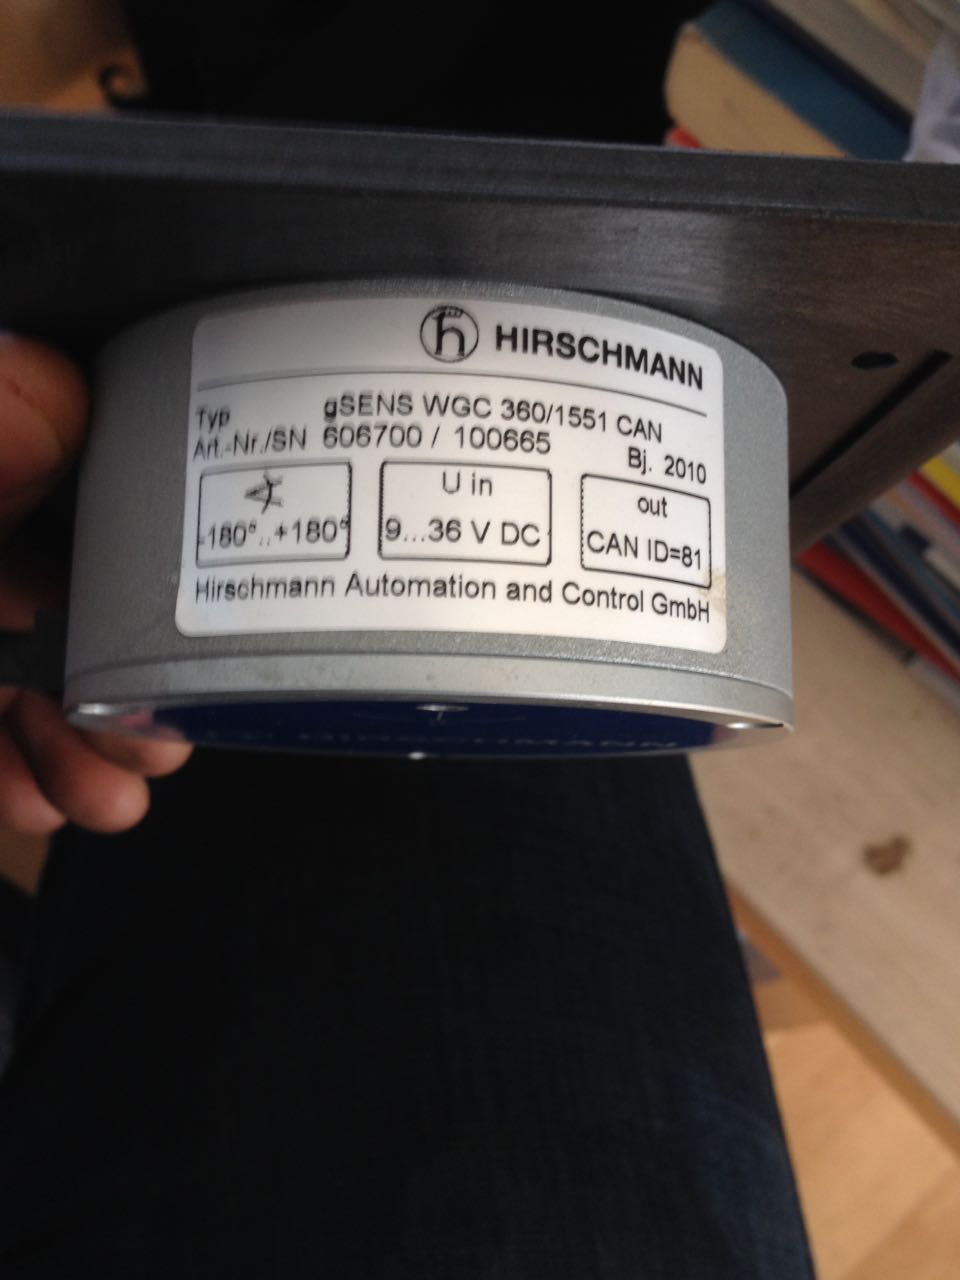 HIRSCHMANN
Typ gSENS WGC 360/1551 CAN
Art.-Nr./SN 606700 / 100665 Bj. 2010
-180°..+180°
U in
9...36 V DC
out
CAN ID=81
Hirschmann Automation and Control GmbH
HIRSCHMANN